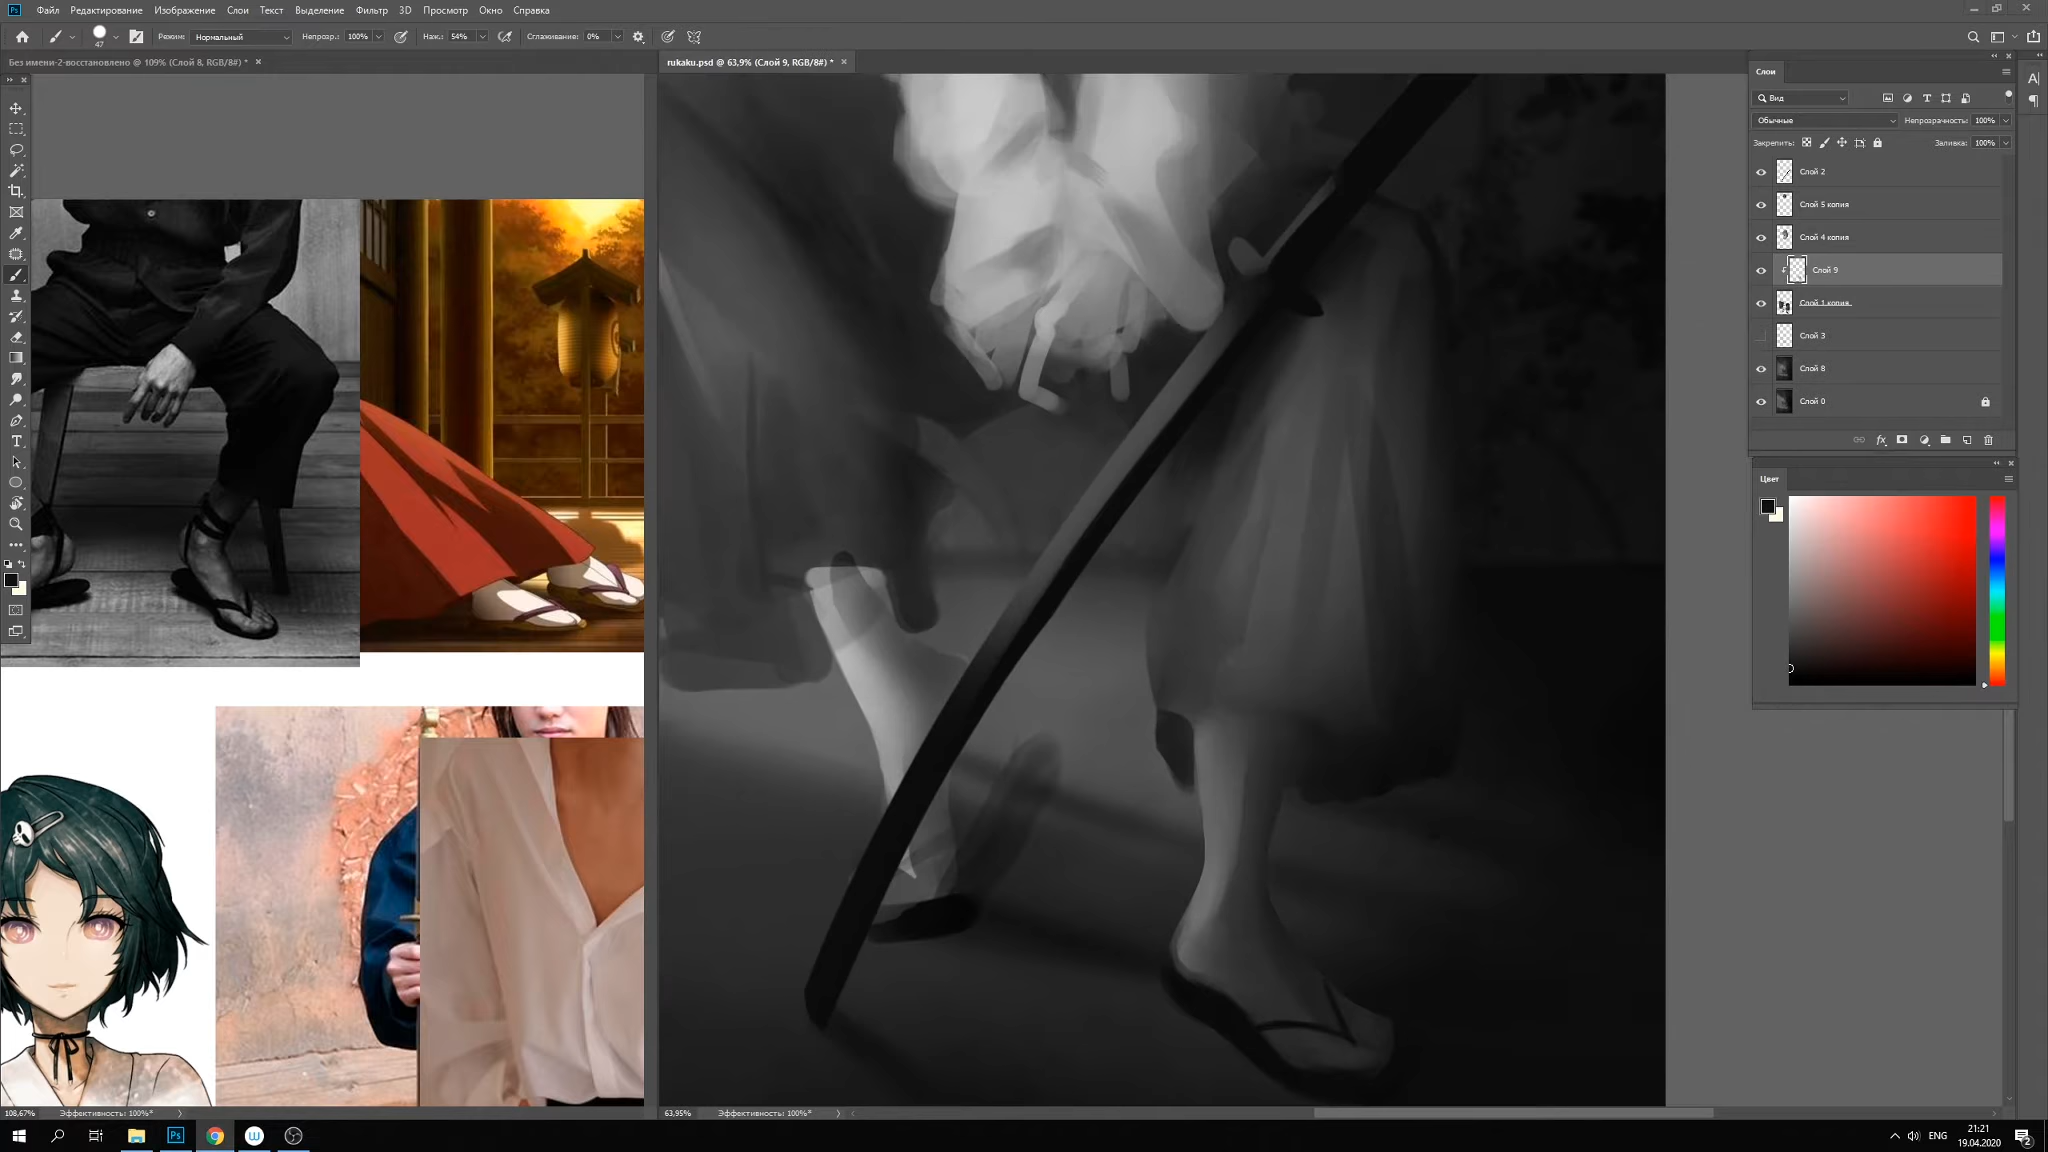 Ps
Файл
Редактирование
Изображение
Слои
Текст
Выделение
Фильтр
3D
Просмотр
Окно
Справка
47
Режим:
Нормальный
Непрозр.:
100%
Наж.:
54%
Сглаживание:
0%
Без имени-2-восстановлено @ 109% (Слой 8, RGB/8#) *
rukaku.psd @ 63,9% (Слой 9, RGB/8#) *
Слои
Вид
Обычные
Непрозрачность:
100%
Закрепить:
Заливка:
100%
Слой 2
Слой 5 копия
Слой 4 копия
Слой 9
Слой 1 копия
Слой 3
Слой 8
Слой 0
Цвет
108,67%
Эффективность: 100%*
63,95%
Эффективность: 100%*
Ps
ENG
21:21
19.04.2020
2